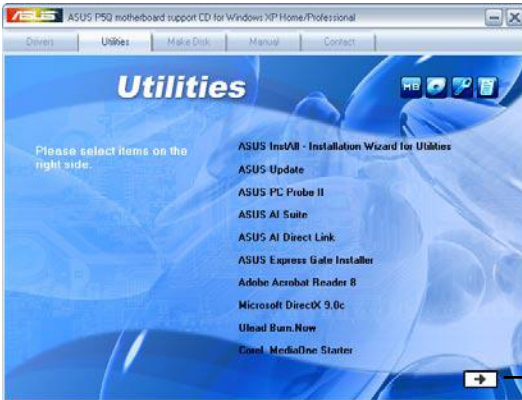 ASUS P5Q motherboard support CD for Windows XP Home/Professional
Drivers
Utilities
Make Disk
Manual
Contact
Utilities
MB
Please select items on the
right side.
ASUS InstAll - Installation Wizard for Utilities
ASUS Update
ASUS PC Probe II
ASUS AI Suite
ASUS AI Direct Link
ASUS Express Gate Installer
Adobe Acrobat Reader 8
Microsoft DirectX 9.0c
Ulead Burn.Now
Corel MediaOne Starter